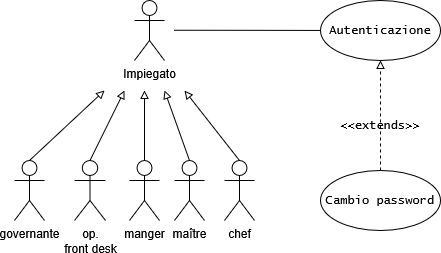 Autenticazione
Impiegato
<<extends>>
Cambio password
governante
op.
front desk
manger
maître
chef